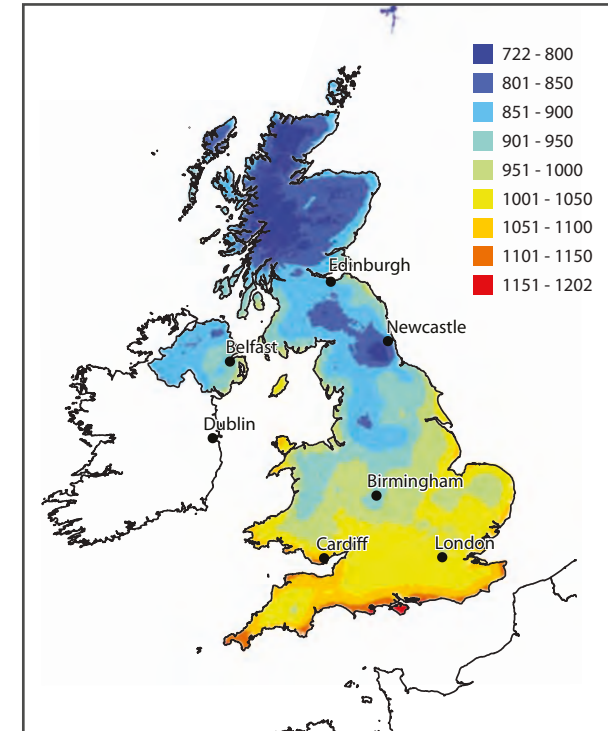 722 - 800
801 - 850
851 - 900
901 - 950
951 - 1000
1001 - 1050
1051 - 1100
1101 - 1150
1151 - 1202
Edinburgh
Newcastle
Belfast
Dublin
Birmingham
Cardiff
London